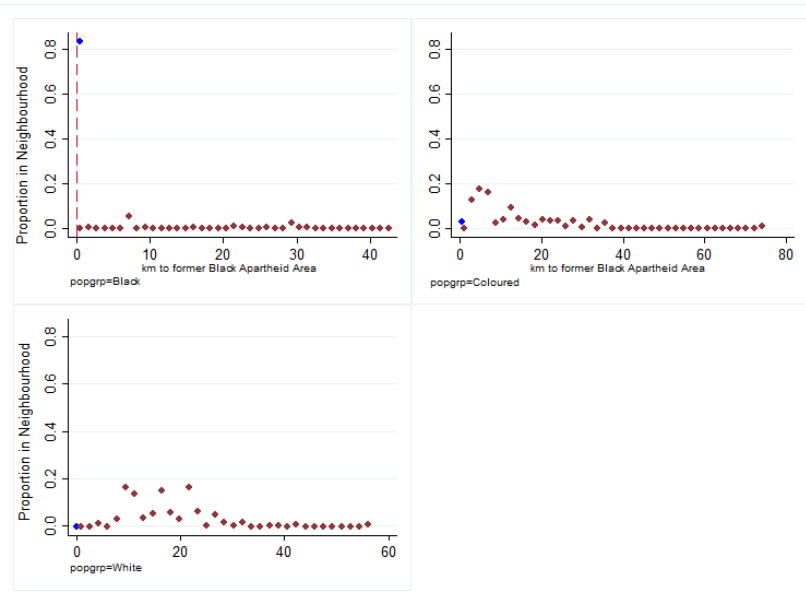 Proportion in Neighbourhood
0.8
0.6
0.4
0.2
0.0
0 10 20 30 40
km to former Black Apartheid Area
popgrp=Black
0.8
0.6
0.4
0.2
0.0
0 20 40 60 80
km to former Black Apartheid Area
popgrp=Coloured
Proportion in Neighbourhood
0.8
0.6
0.4
0.2
0.0
0 20 40 60
popgrp=White